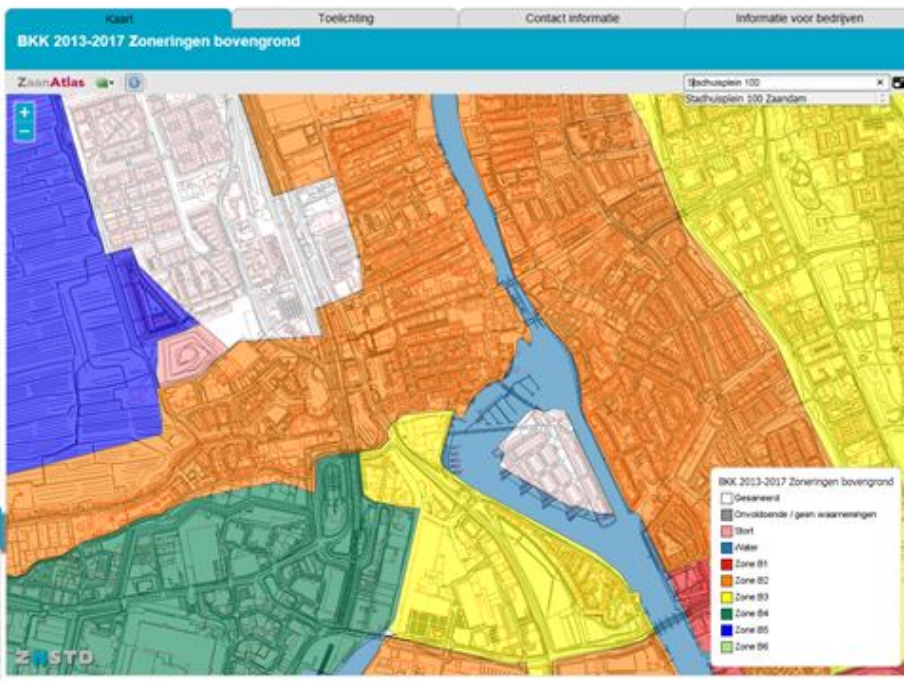 Kaart
Toelichting
Contact informatie
Informatie voor bedrijven
BKK 2013-2017 Zoneringen bovengrond
ZaanAtlas
Stadhuisplein 100
Stadhuisplein 100 Zaandam
+
−
BKK 2013-2017 Zoneringen bovengrond
Gesaneerd
Onvoldoende / geen waarnemingen
Stort
Water
Zone B1
Zone B2
Zone B3
Zone B4
Zone B5
Zone B6